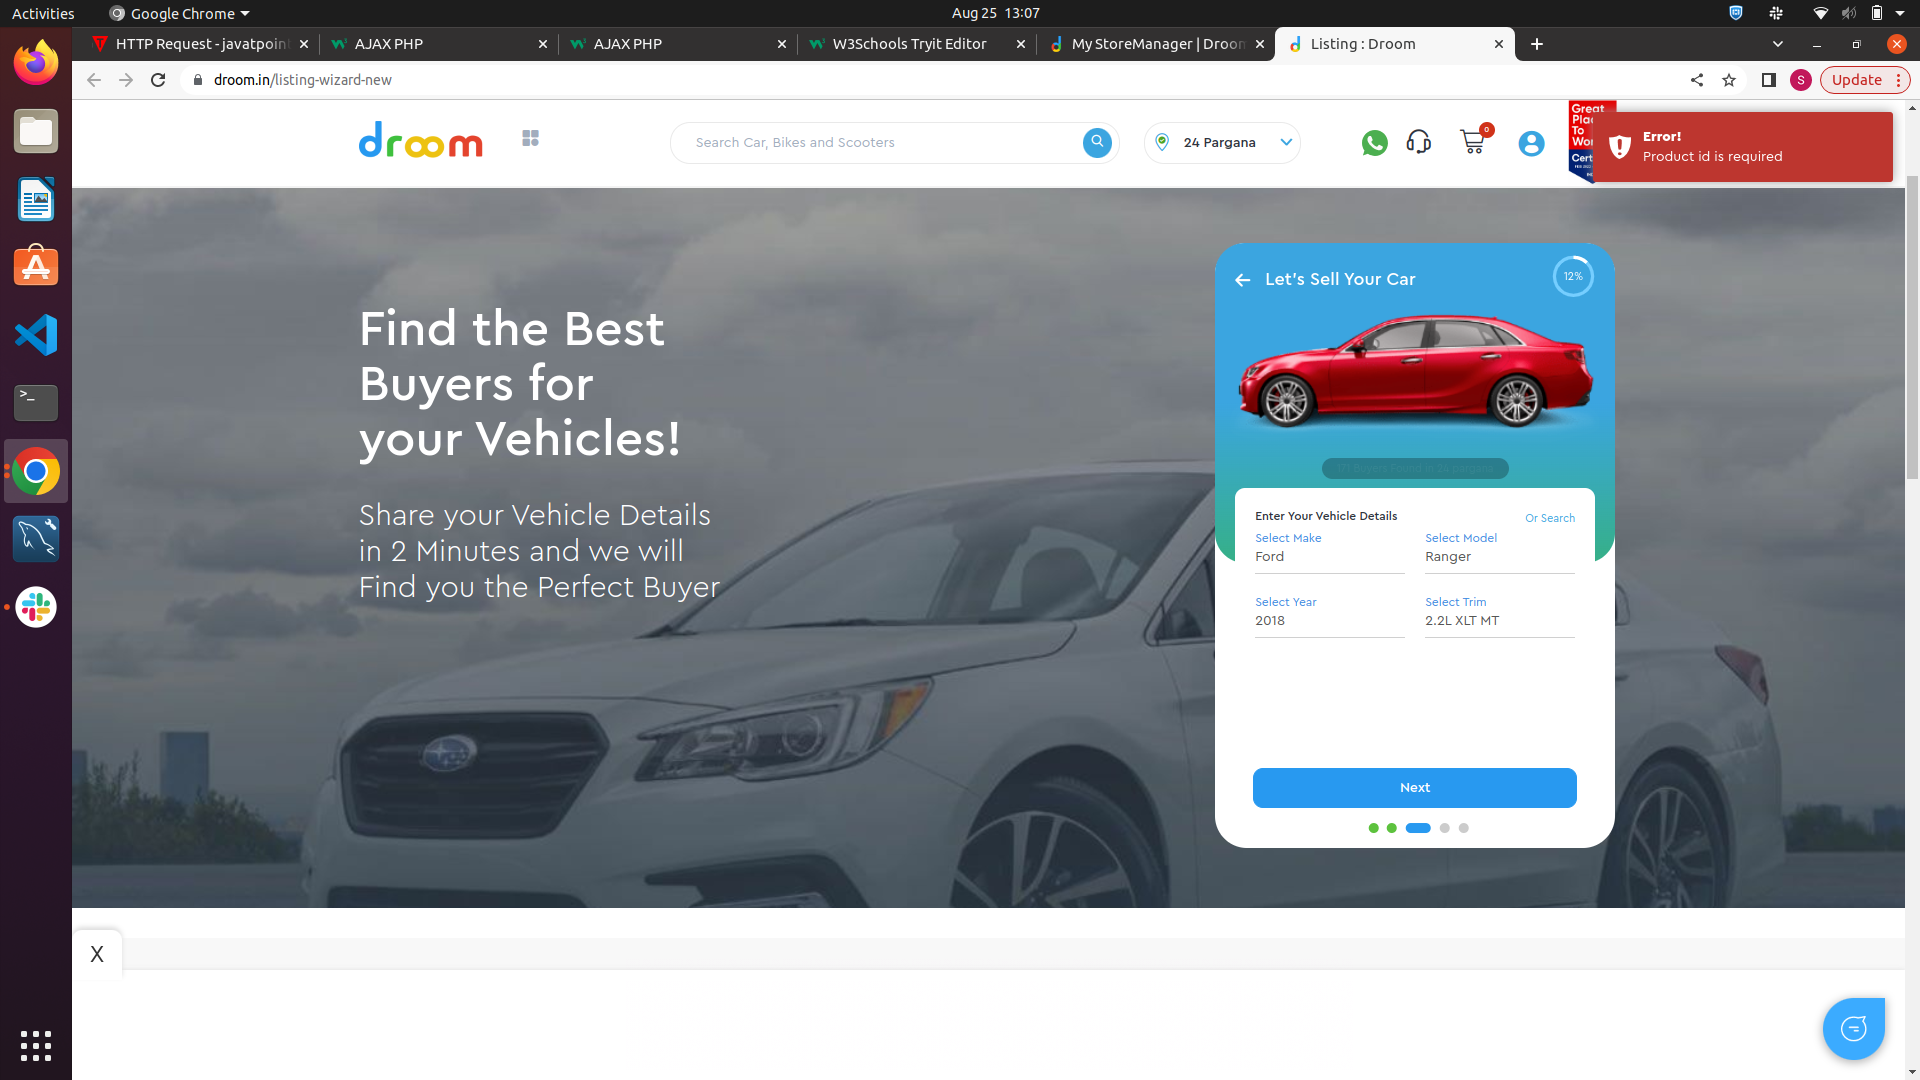 Activities
Google Chrome
Aug 25 13:07
HTTP Request - javatpoin
AJAX PHP
AJAX PHP
W3Schools Tryit Editor
My StoreManager | Droom
Listing : Droom
droom.in/listing-wizard-new
S
Update
droom
Search Car, Bikes and Scooters
24 Pargana
0
Great
Place
To
Work
Error!
Product id is required
Find the Best
Buyers for
your Vehicles!
Share your Vehicle Details
in 2 Minutes and we will
Find you the Perfect Buyer
Let's Sell Your Car
12%
Enter Your Vehicle Details
Or Search
Select Make
Select Model
Ford
Ranger
Select Year
Select Trim
2018
2.2L XLT MT
Next
X